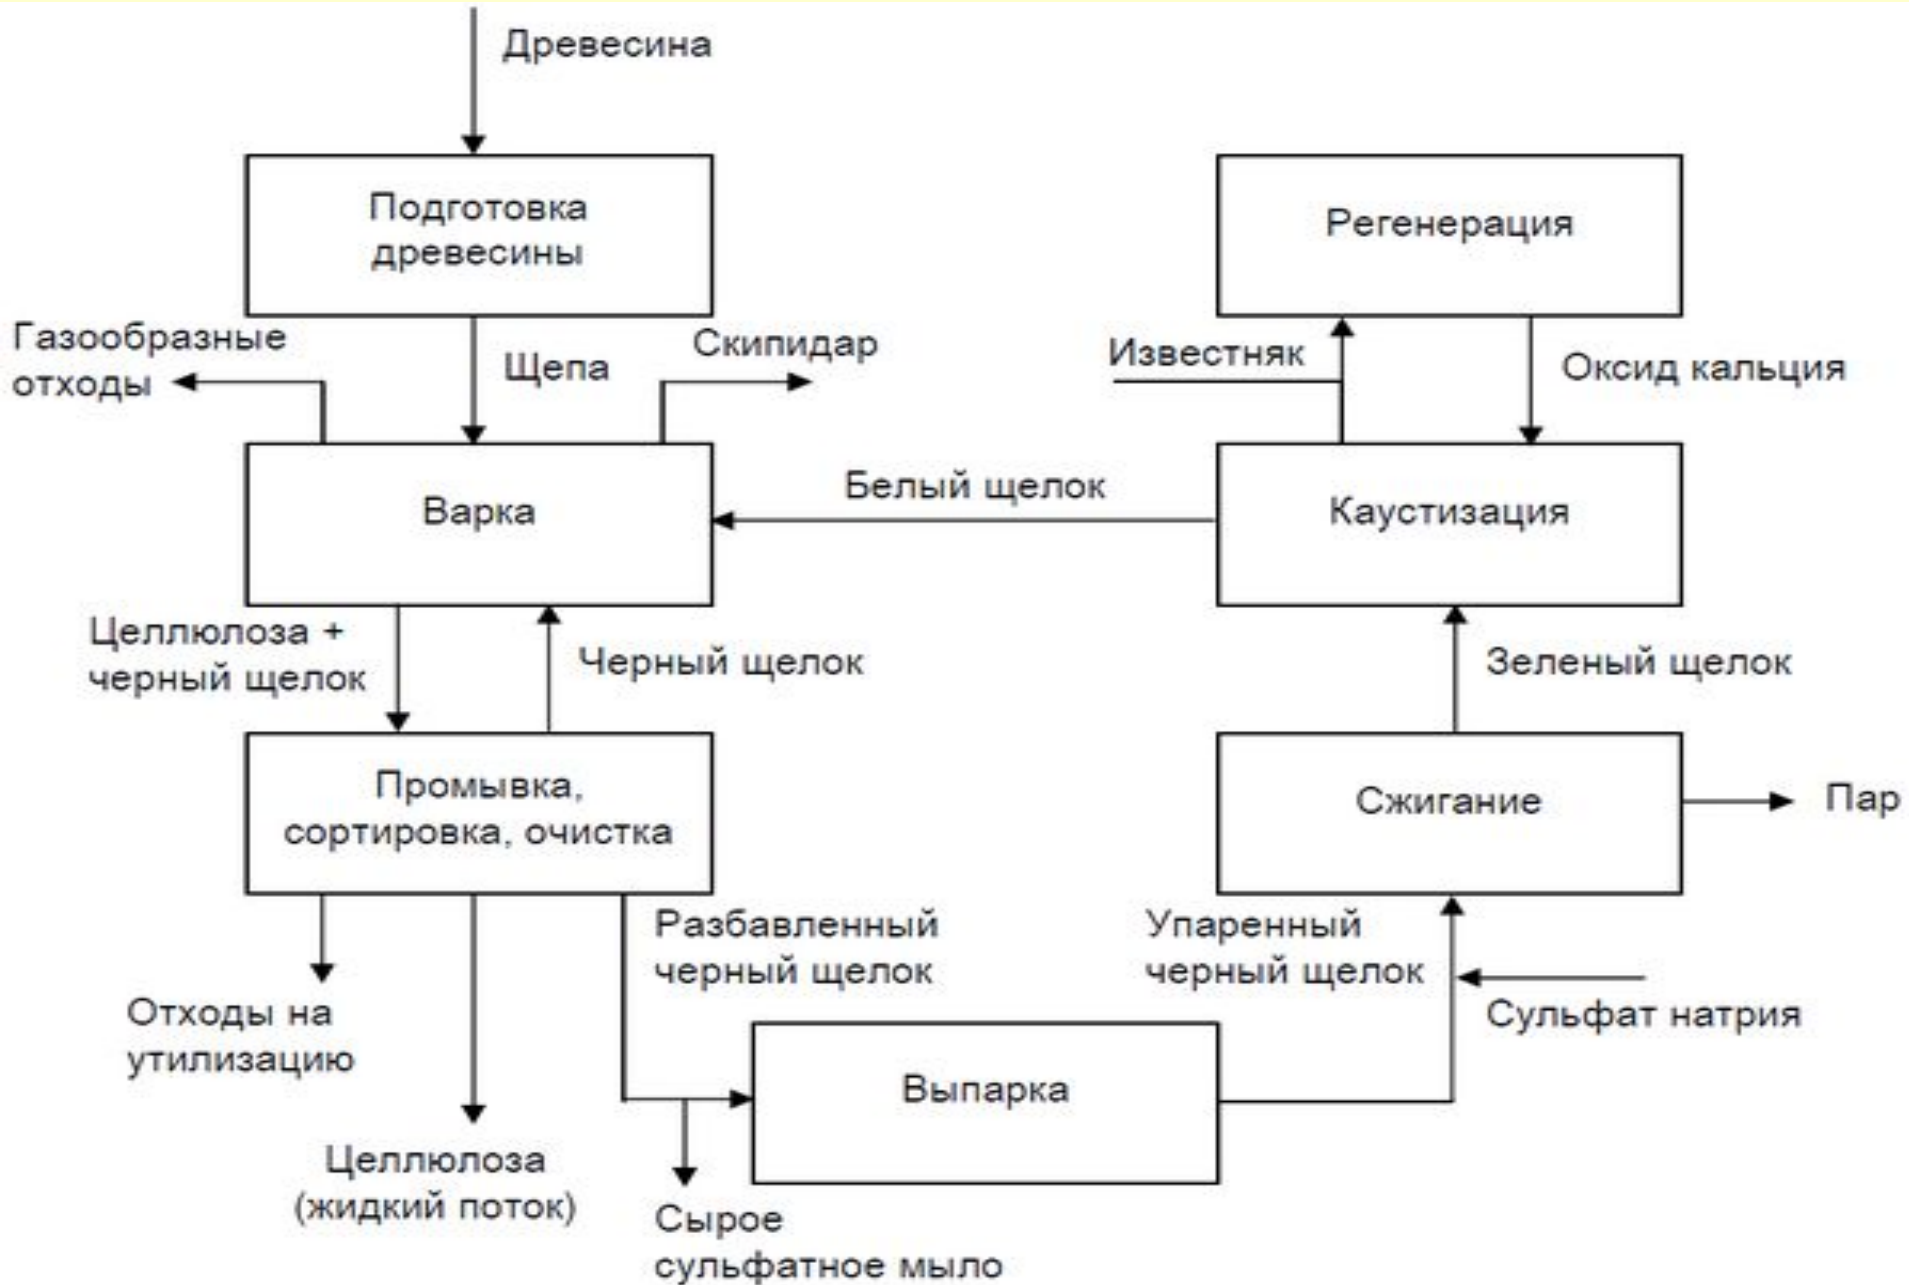 Древесина
Подготовка
древесины
Регенерация
Газообразные
отходы
Щепа
Скипидар
Известняк
Оксид кальция
Варка
Белый щелок
Каустизация
Целлюлоза +
черный щелок
Черный щелок
Зеленый щелок
Промывка,
сортировка, очистка
Сжигание
Пар
Разбавленный
черный щелок
Упаренный
черный щелок
Отходы на
утилизацию
Сульфат натрия
Выпарка
Целлюлоза
(жидкий поток)
Сырое
сульфатное мыло